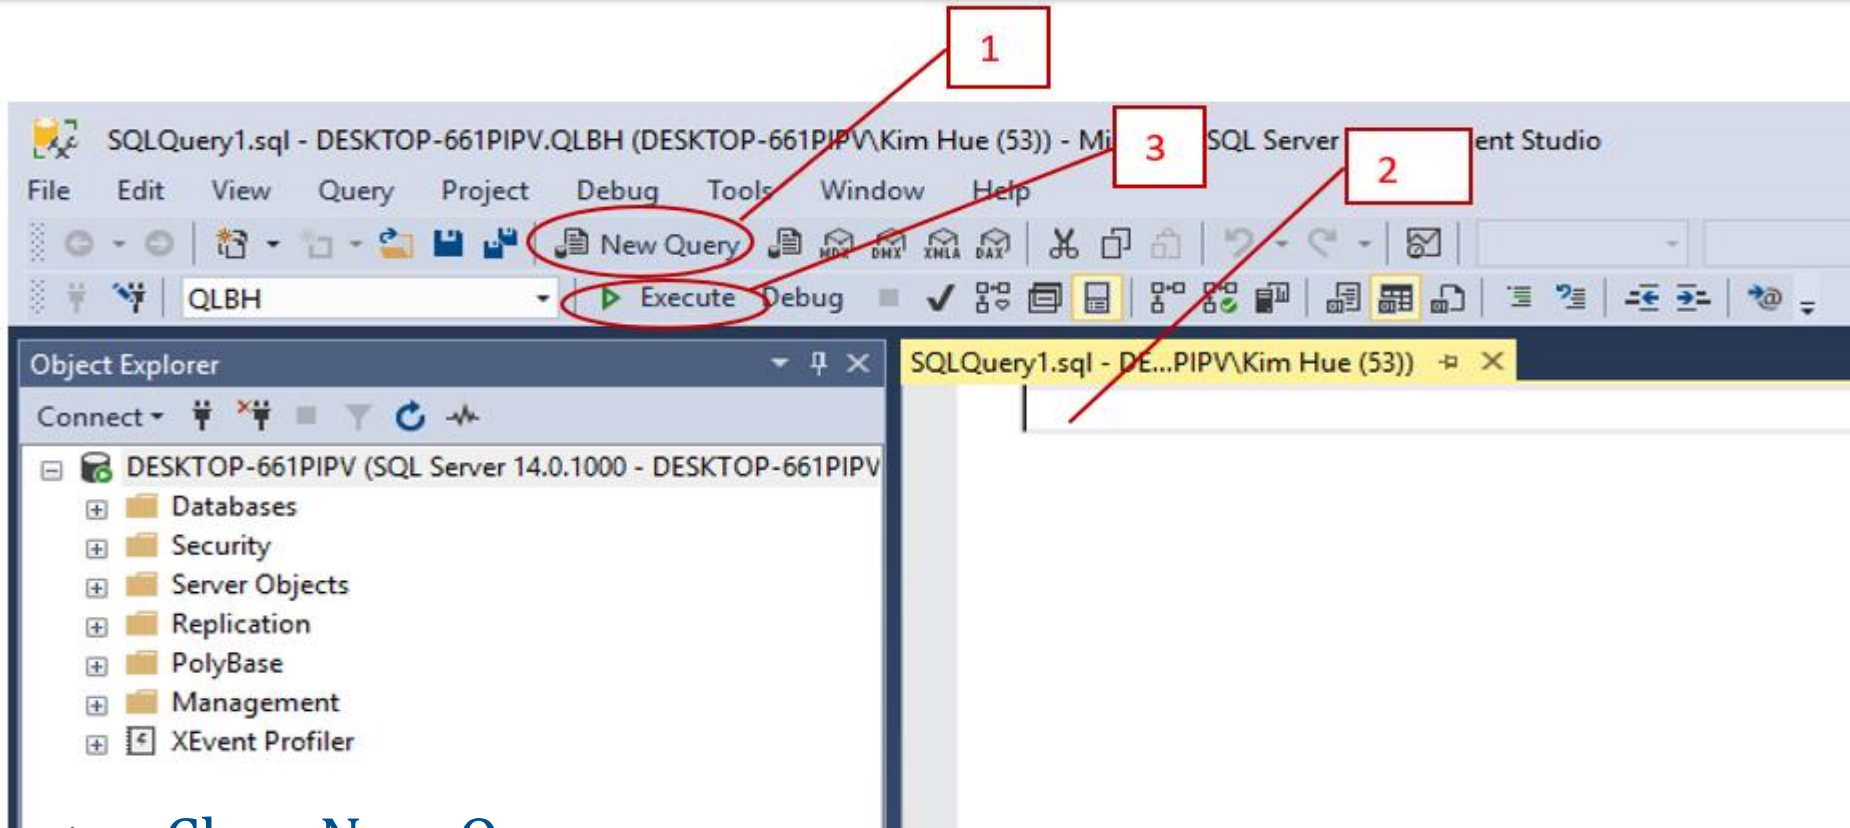 1
SQLQuery1.sql - DESKTOP-661PIPV.QLBH (DESKTOP-661PIPV\Kim Hue (53)) - Mi
3
SQL Server
2
ent Studio
File Edit View Query Project Debug Tools Window Help
New Query MDX DMX XMLA DAX
QLBH Execute Debug
Object Explorer
SQLQuery1.sql - DE...PIPV\Kim Hue (53))
Connect
DESKTOP-661PIPV (SQL Server 14.0.1000 - DESKTOP-661PIPV
Databases
Security
Server Objects
Replication
PolyBase
Management
XEvent Profiler